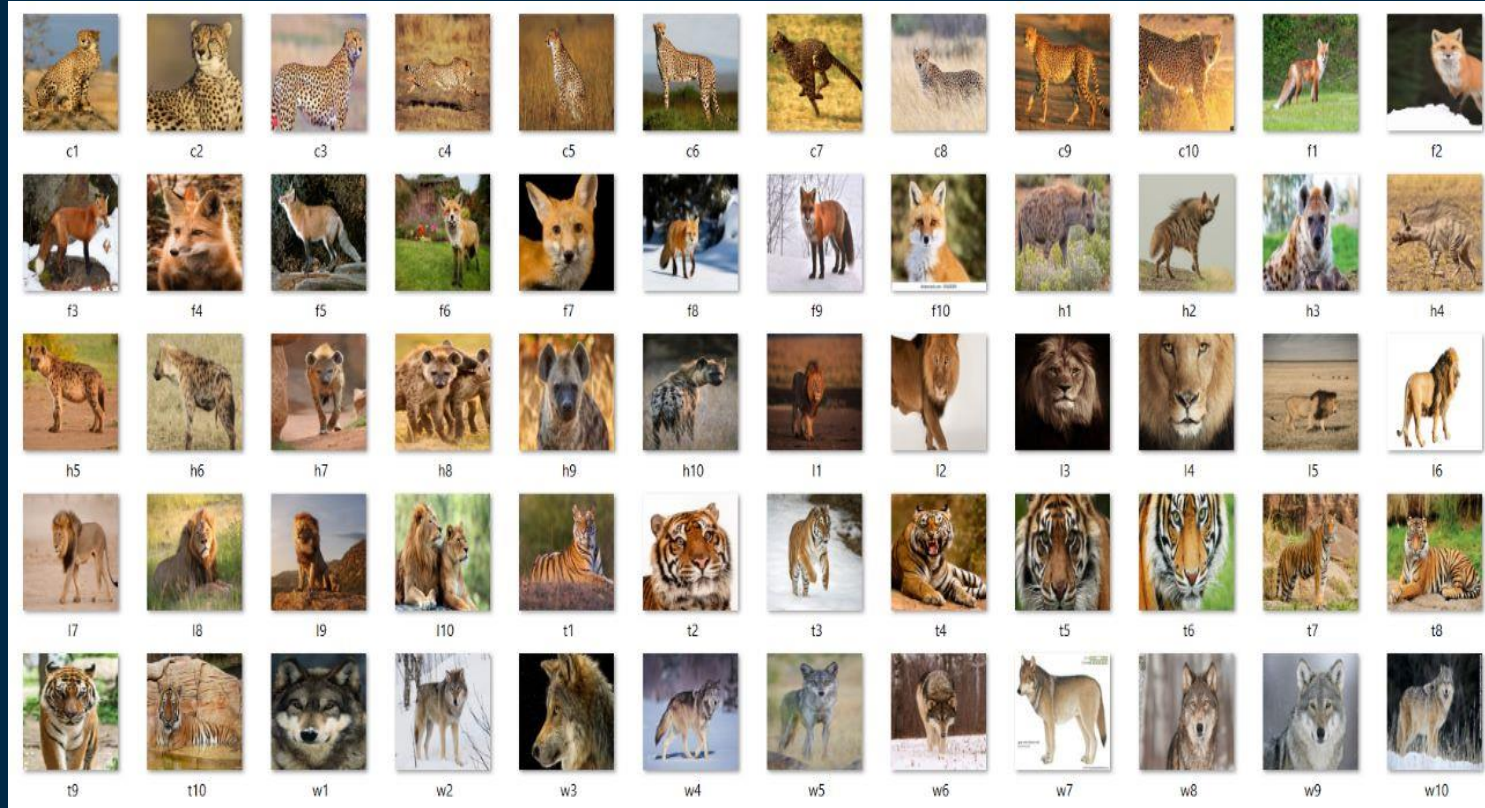 c1 c2 c3 c4 c5 c6 c7 c8 c9 c10 f1 f2
f3 f4 f5 f6 f7 f8 f9 f10 h1 h2 h3 h4
h5 h6 h7 h8 h9 h10 l1 l2 l3 l4 l5 l6
l7 l8 l9 l10 t1 t2 t3 t4 t5 t6 t7 t8
t9 t10 w1 w2 w3 w4 w5 w6 w7 w8 w9 w10